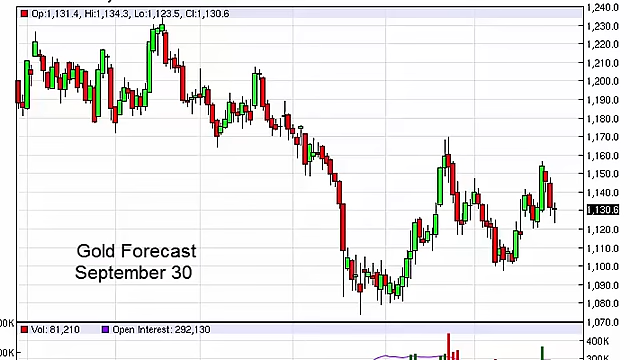 Op:1,131.4, Hi:1,134.3, Lo:1,123.5, Cl:1,130.6
1,240.0
1,230.0
1,220.0
1,210.0
1,200.0
1,190.0
1,180.0
1,170.0
1,160.0
1,150.0
1,140.0
1,130.6
1,120.0
1,110.0
1,100.0
1,090.0
1,080.0
1,070.0
Gold Forecast
September 30
Vol: 81,210 Open Interest: 292,130
00K
400K
300K